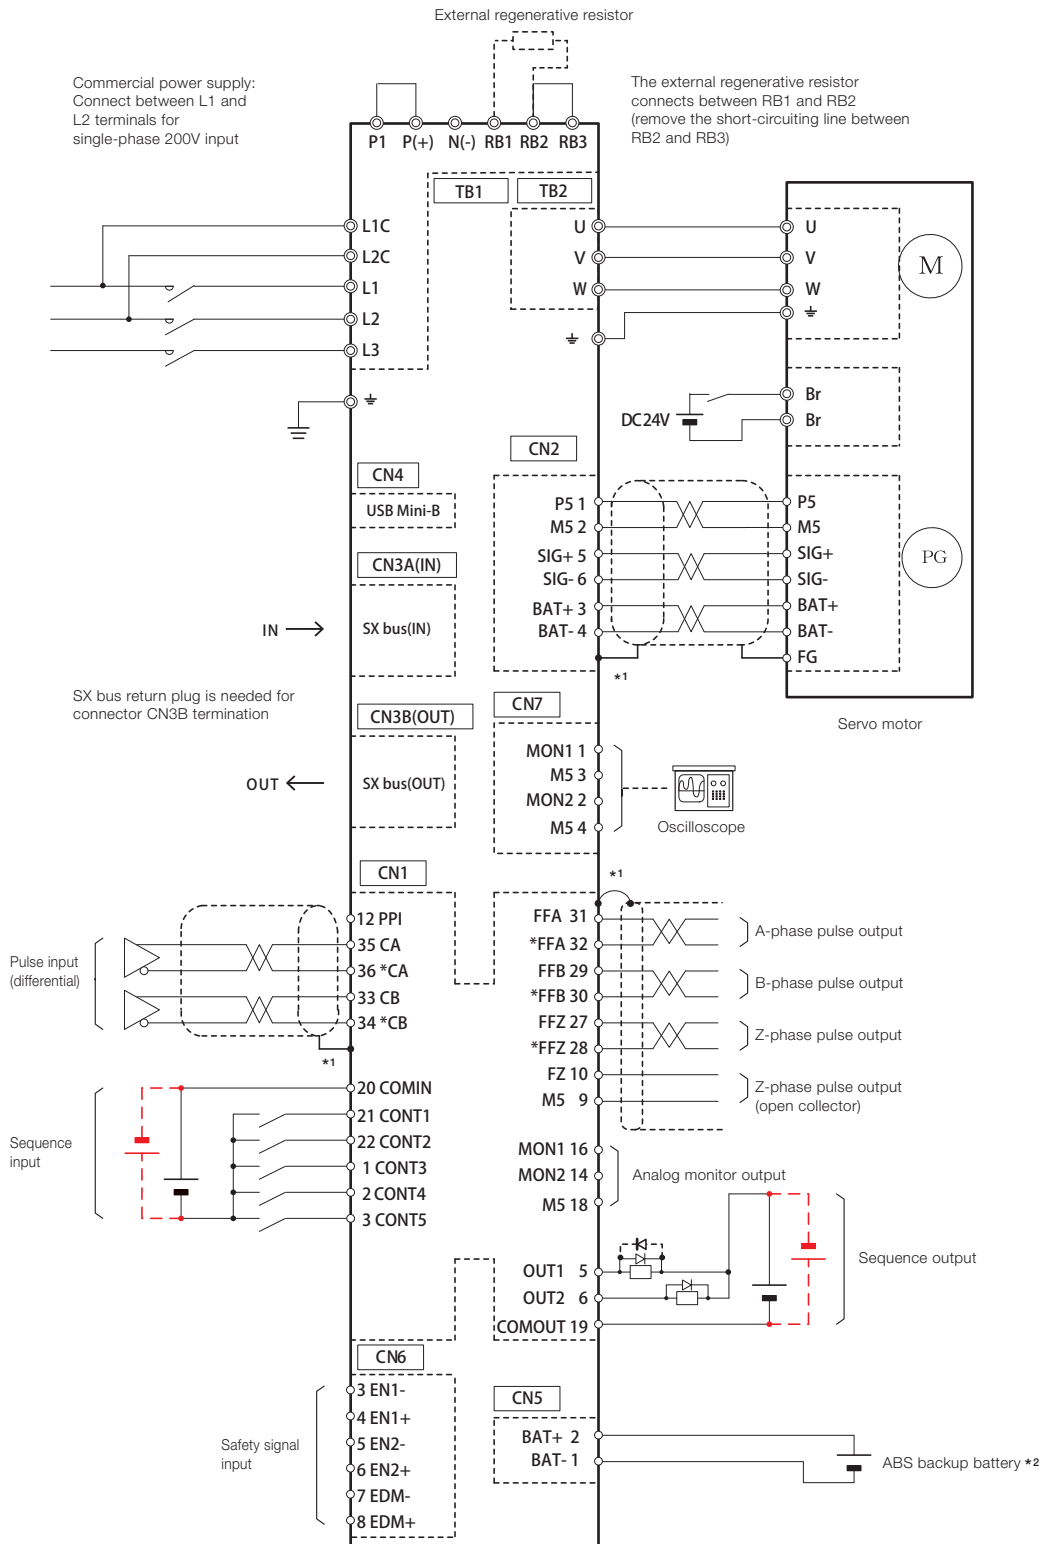 External regenerative resistor
Commercial power supply:
Connect between L1 and
L2 terminals for
single-phase 200V input
The external regenerative resistor
connects between RB1 and RB2
(remove the short-circuiting line between
RB2 and RB3)
P1 P(+) N(-) RB1 RB2 RB3
TB1 TB2
L1C
L2C
L1
L2
L3
U
V
W
U
V
W
M
DC24V
Br
Br
CN4
USB Mini-B
CN3A(IN)
IN
SX bus(IN)
SX bus return plug is needed for
connector CN3B termination
CN3B(OUT)
OUT
SX bus(OUT)
CN2
P5 1
M5 2
SIG+ 5
SIG- 6
BAT+ 3
BAT- 4
*1
P5
M5
SIG+
SIG-
BAT+
BAT-
FG
PG
Servo motor
CN7
MON1 1
M5 3
MON2 2
M5 4
Oscilloscope
CN1
12 PPI
35 CA
36 *CA
33 CB
34 *CB
*1
Pulse input
(differential)
20 COMIN
21 CONT1
22 CONT2
1 CONT3
2 CONT4
3 CONT5
Sequence
input
*1
FFA 31
*FFA 32
FFB 29
*FFB 30
FFZ 27
*FFZ 28
FZ 10
M5 9
A-phase pulse output
B-phase pulse output
Z-phase pulse output
Z-phase pulse output
(open collector)
MON1 16
MON2 14
M5 18
Analog monitor output
OUT1 5
OUT2 6
COMOUT 19
Sequence output
CN6
3 EN1-
4 EN1+
5 EN2-
6 EN2+
7 EDM-
8 EDM+
Safety signal
input
CN5
BAT+ 2
BAT- 1
ABS backup battery *2